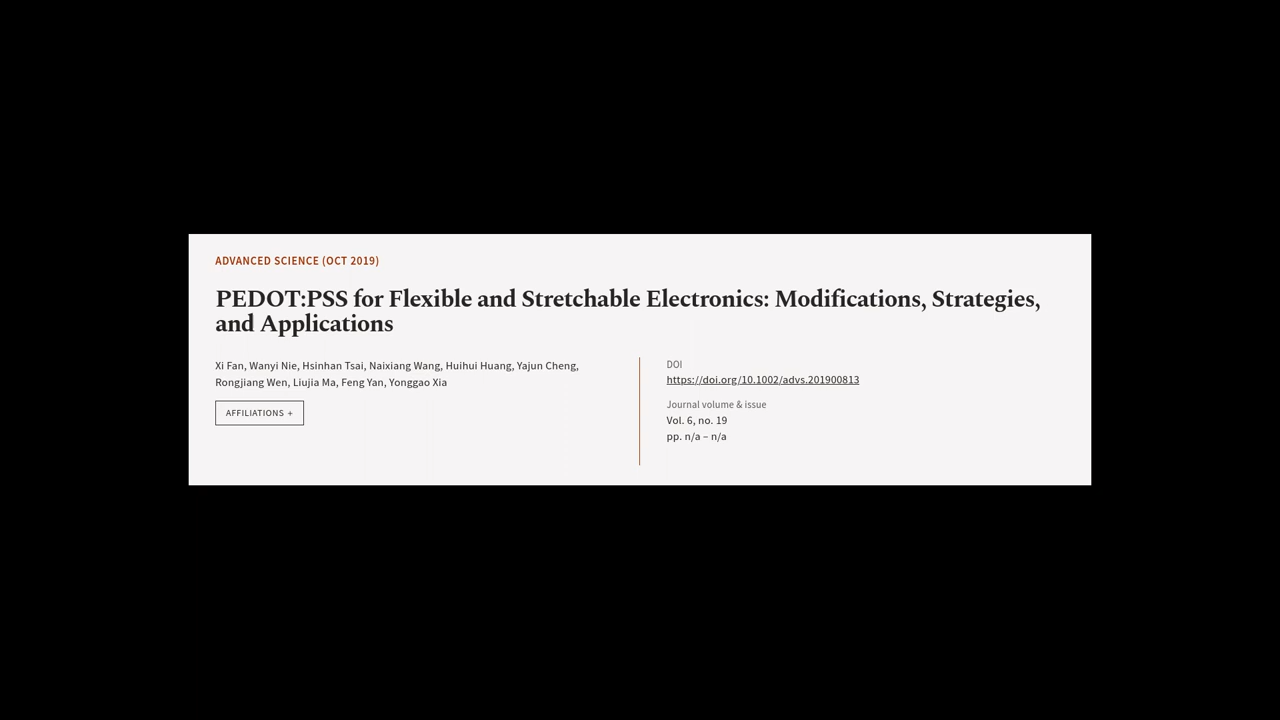 ADVANCED SCIENCE (OCT 2019)
PEDOT:PSS for Flexible and Stretchable Electronics: Modifications, Strategies,
and Applications
Xi Fan, Wanyi Nie, Hsinhan Tsai, Naixiang Wang, Huihui Huang, Yajun Cheng,
Rongjiang Wen, Liujia Ma, Feng Yan, Yonggao Xia
AFFILIATIONS +
DOI
https://doi.org/10.1002/advs.201900813
Journal volume & issue
Vol. 6, no. 19
pp. n/a – n/a